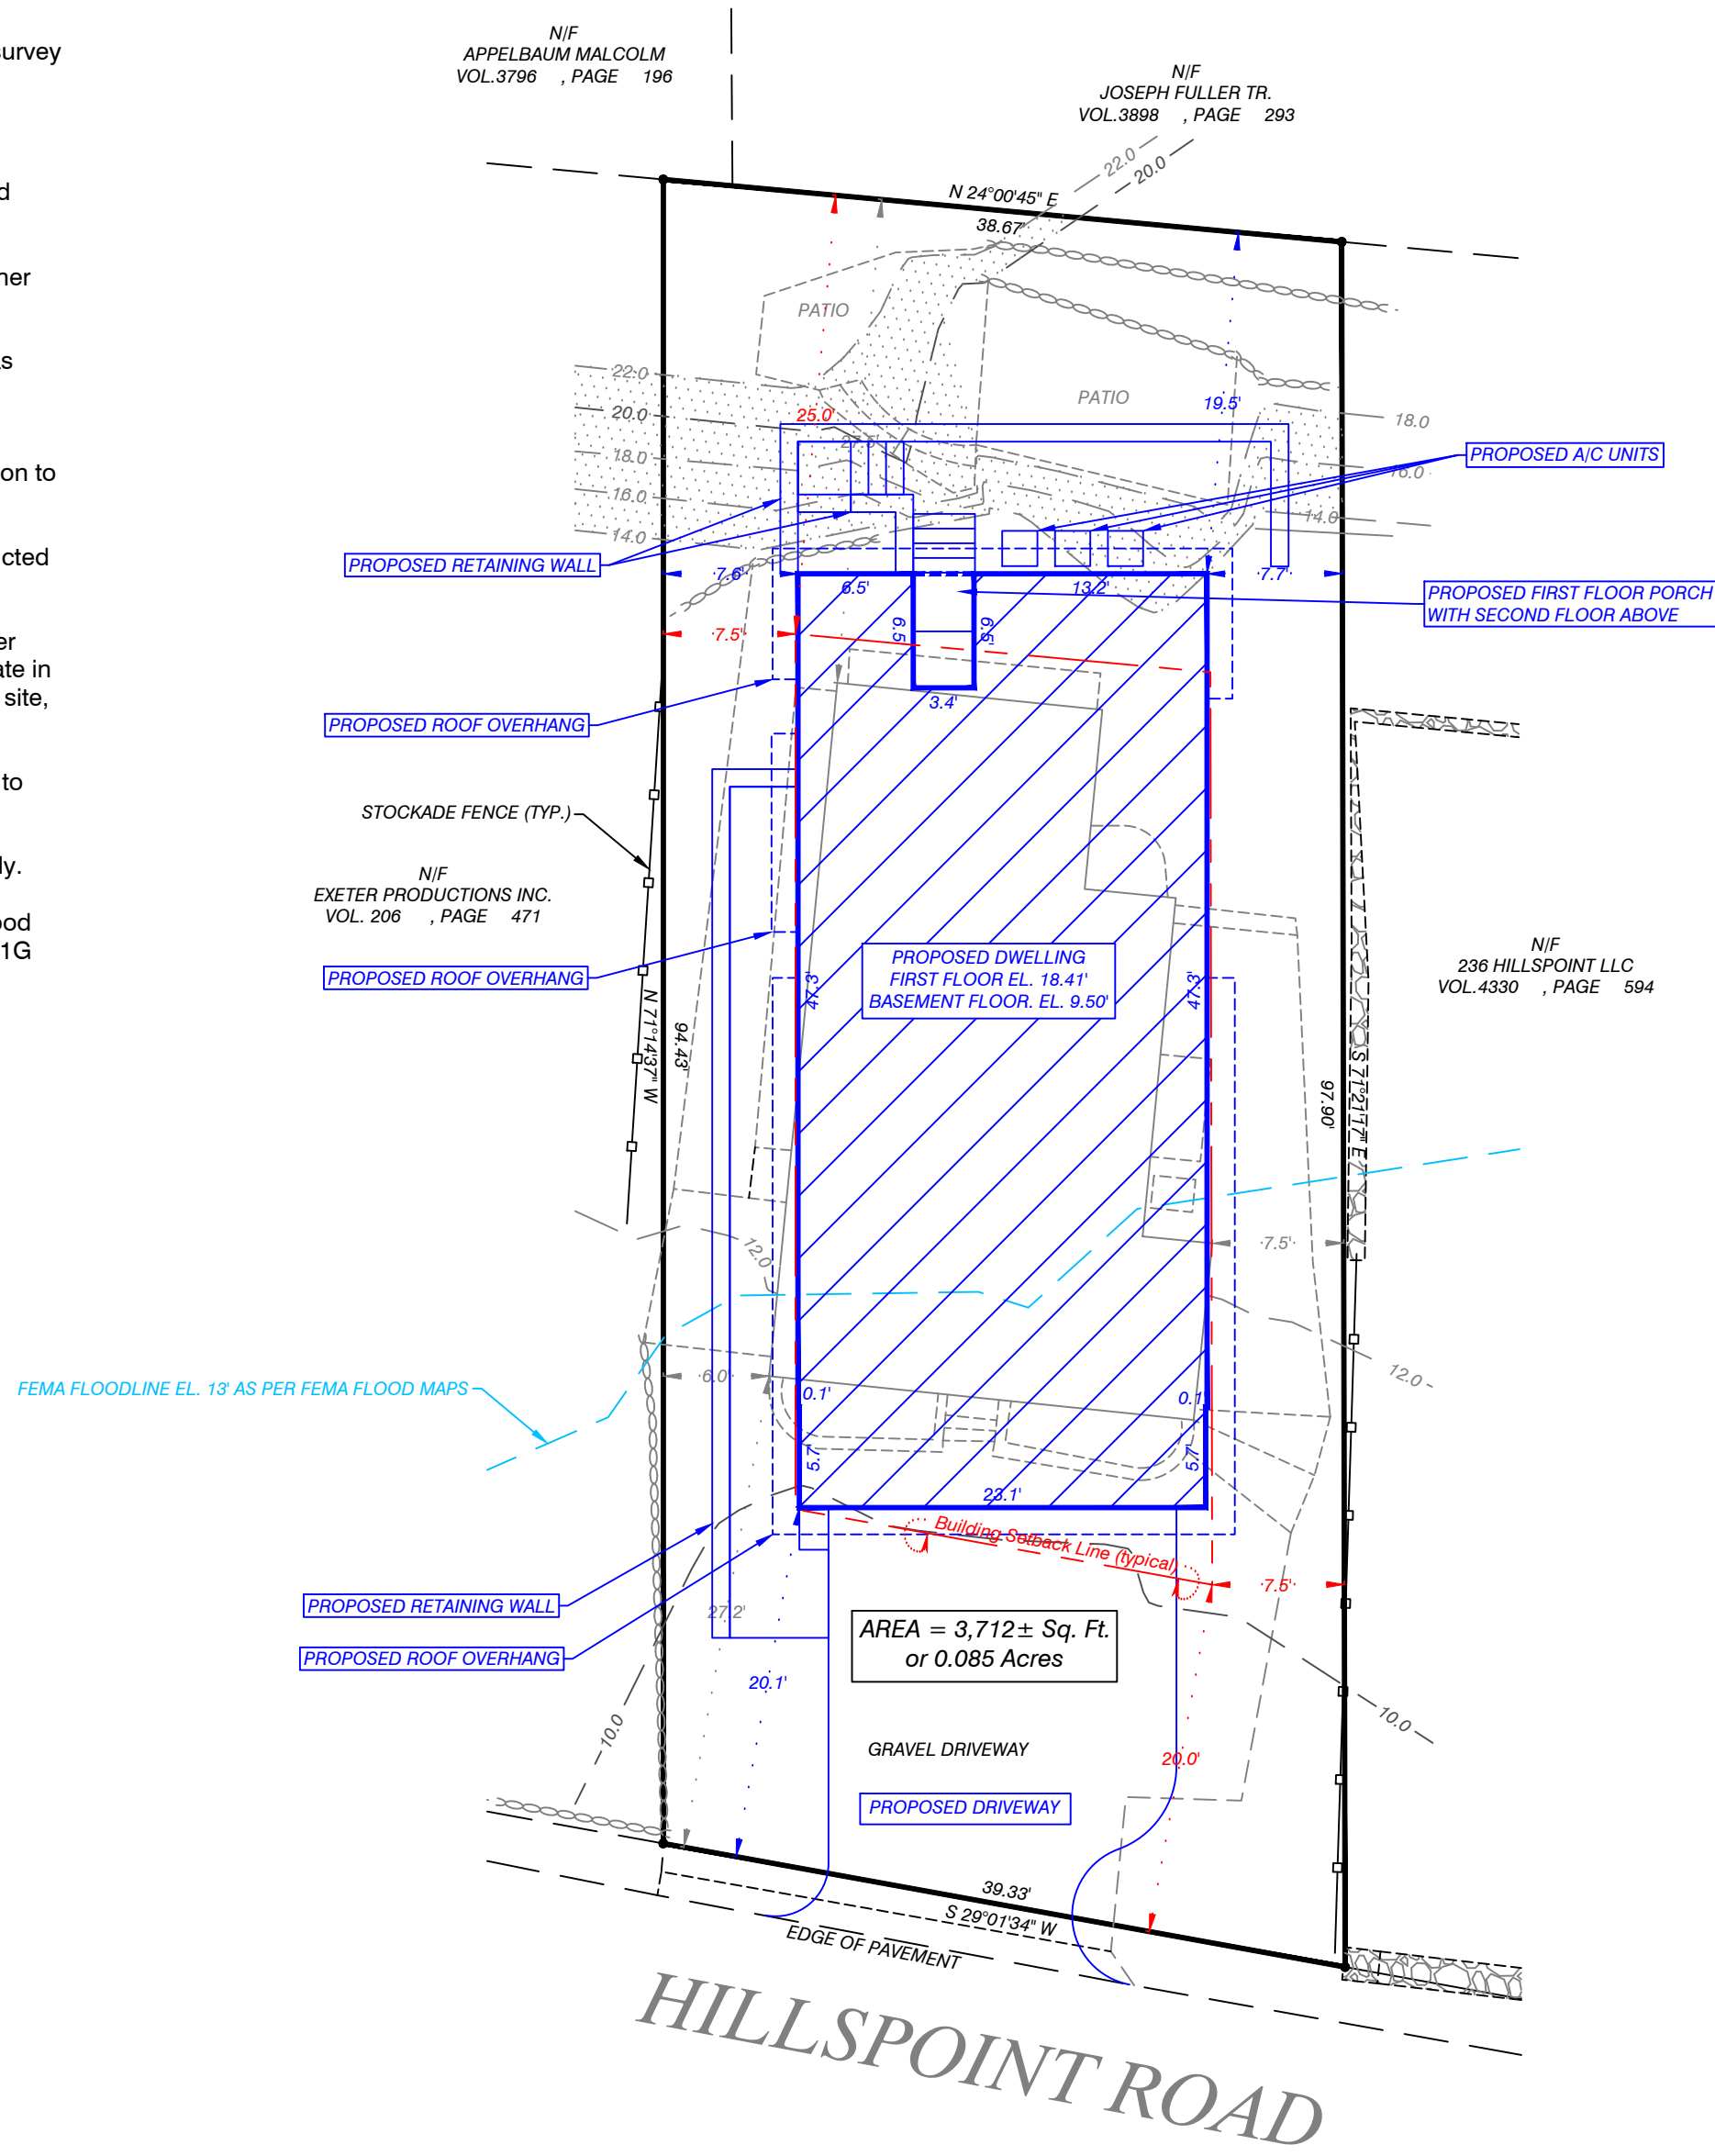 survey
d
ner
as
on to
cted
er
ate in
site,
to
ly.
ood
1G
N/F
APPELBAUM MALCOLM
VOL.3796 , PAGE 196
N/F
JOSEPH FULLER TR.
VOL.3898 , PAGE 293
22.0
20.0
N 24°00'45" E
38.67'
PATIO
PATIO
22.0
20.0
18.0
16.0
14.0
25.0'
19.5'
18.0
16.0
14.0
PROPOSED A/C UNITS
PROPOSED RETAINING WALL
7.6'
6.5'
13.2'
7.7'
PROPOSED FIRST FLOOR PORCH
WITH SECOND FLOOR ABOVE
7.5'
6.5'
6.5'
3.4'
PROPOSED ROOF OVERHANG
STOCKADE FENCE (TYP.)
N/F
EXETER PRODUCTIONS INC.
VOL. 206 , PAGE 471
PROPOSED ROOF OVERHANG
PROPOSED DWELLING
FIRST FLOOR EL. 18.41'
BASEMENT FLOOR. EL. 9.50'
47.3'
47.3'
N/F
236 HILLSPOINT LLC
VOL.4330 , PAGE 594
N 71°14'37" W
94.43'
97.90'
S 71°21'17" E
12.0
7.5'
12.0
6.0'
FEMA FLOODLINE EL. 13' AS PER FEMA FLOOD MAPS
0.1'
0.1'
5.7'
5.7'
23.1'
Building Setback Line (typical)
7.5'
PROPOSED RETAINING WALL
27.2'
PROPOSED ROOF OVERHANG
AREA = 3,712± Sq. Ft.
or 0.085 Acres
20.1'
10.0
10.0
GRAVEL DRIVEWAY
20.0'
PROPOSED DRIVEWAY
39.33'
S 29°01'34" W
EDGE OF PAVEMENT
HILLSPOINT ROAD